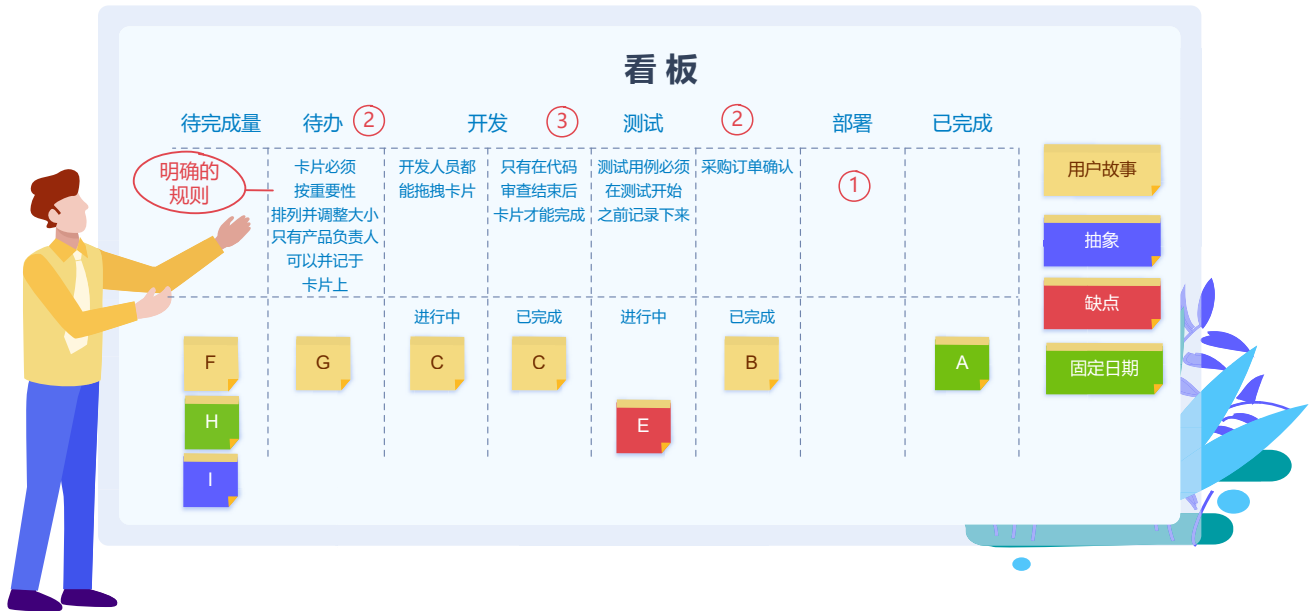 看板
待完成量
待办
②
开发
③
测试
②
部署
已完成
明确的
规则
卡片必须
按重要性
排列并调整大小
只有产品负责人
可以并记于
卡片上
开发人员都
能拖拽卡片
只有在代码
审查结束后
卡片才能完成
测试用例必须
在测试开始
之前记录下来
采购订单确认
①
进行中
已完成
进行中
已完成
F
G
C
C
B
A
H
E
I
用户故事
抽象
缺点
固定日期